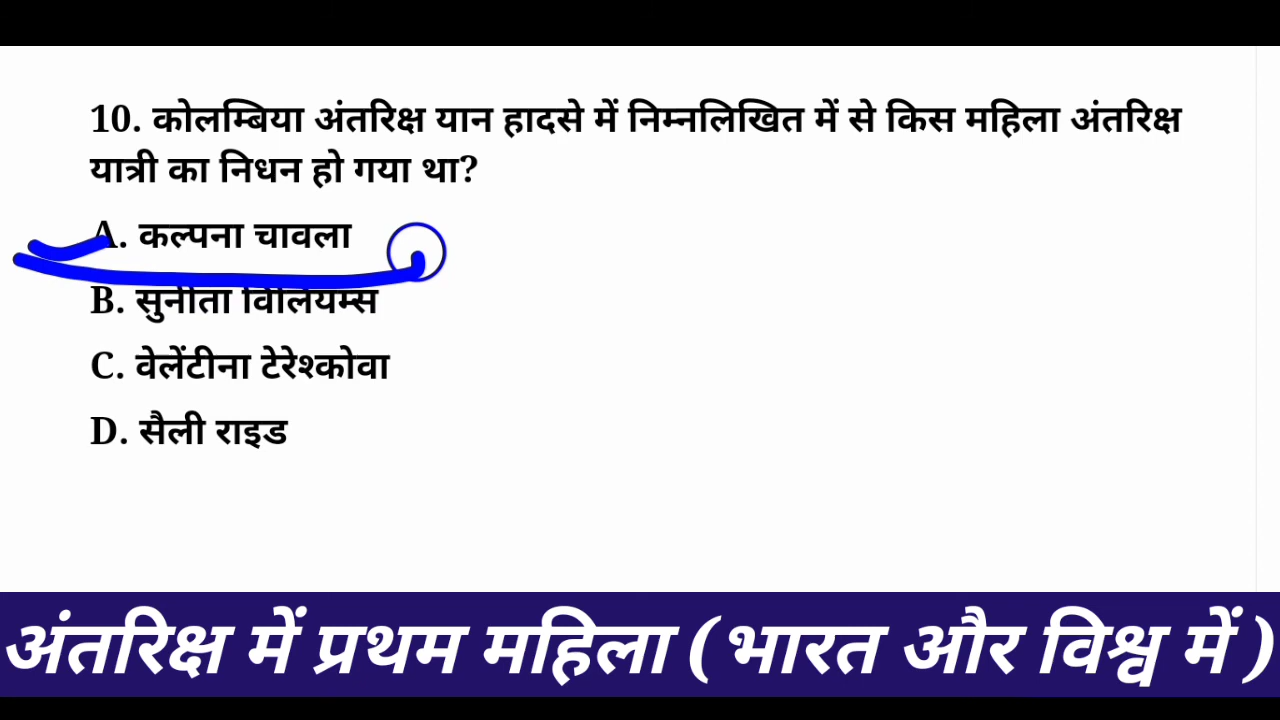 10. कोलम्बिया अंतरिक्ष यान हादसे में निम्नलिखित में से किस महिला अंतरिक्ष
यात्री का निधन हो गया था?
A. कल्पना चावला
B. सुनीता विलियम्स
C. वेलेंटीना टेरेश्कोवा
D. सैली राइड
अंतरिक्ष में प्रथम महिला (भारत और विश्व में)